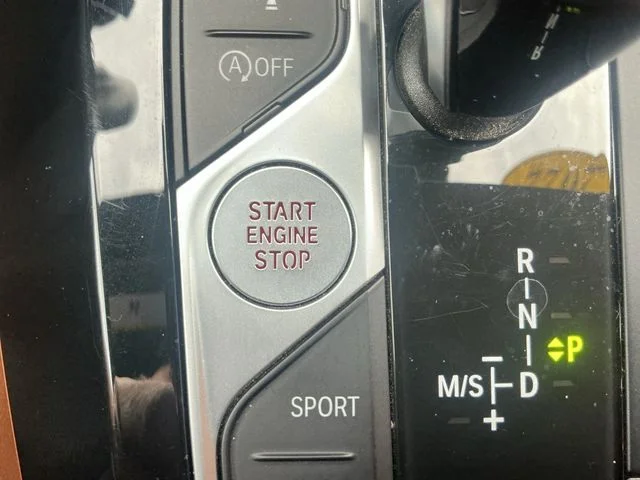 A OFF
START
ENGINE
STOP
SPORT
R
N
P
M/S D
−
+